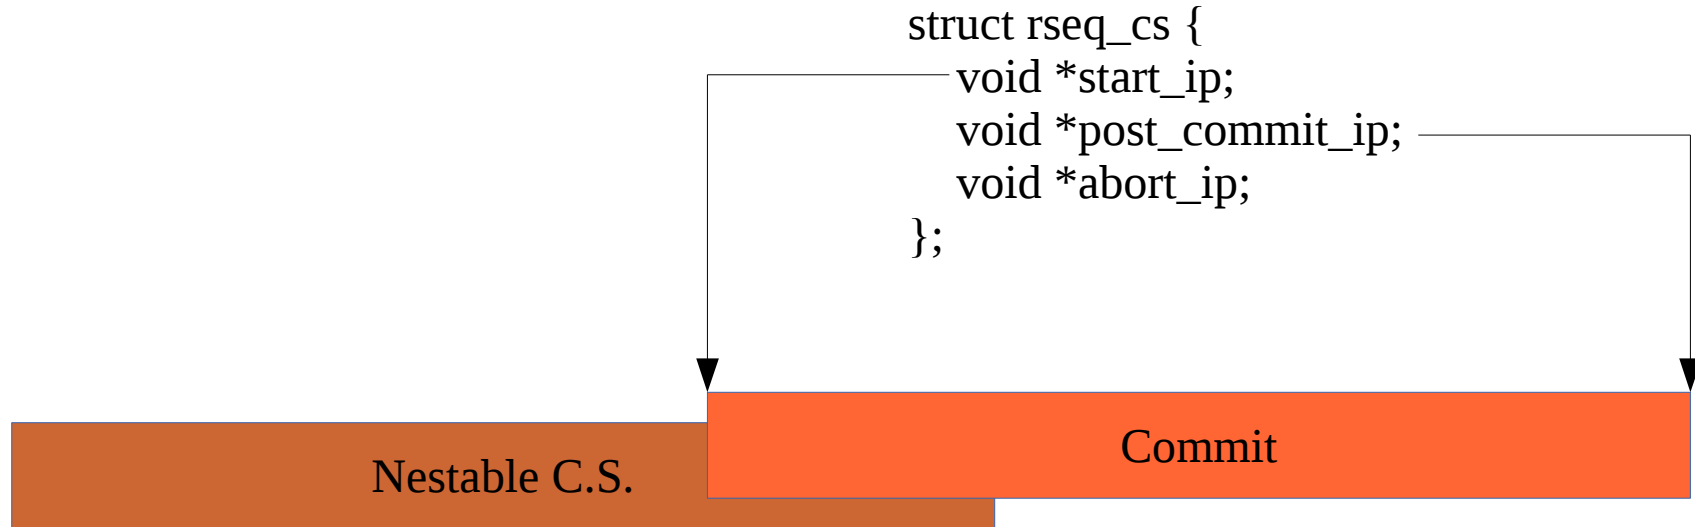 struct rseq_cs {
void *start_ip;
void *post_commit_ip;
void *abort_ip;
};
Commit
Nestable C.S.